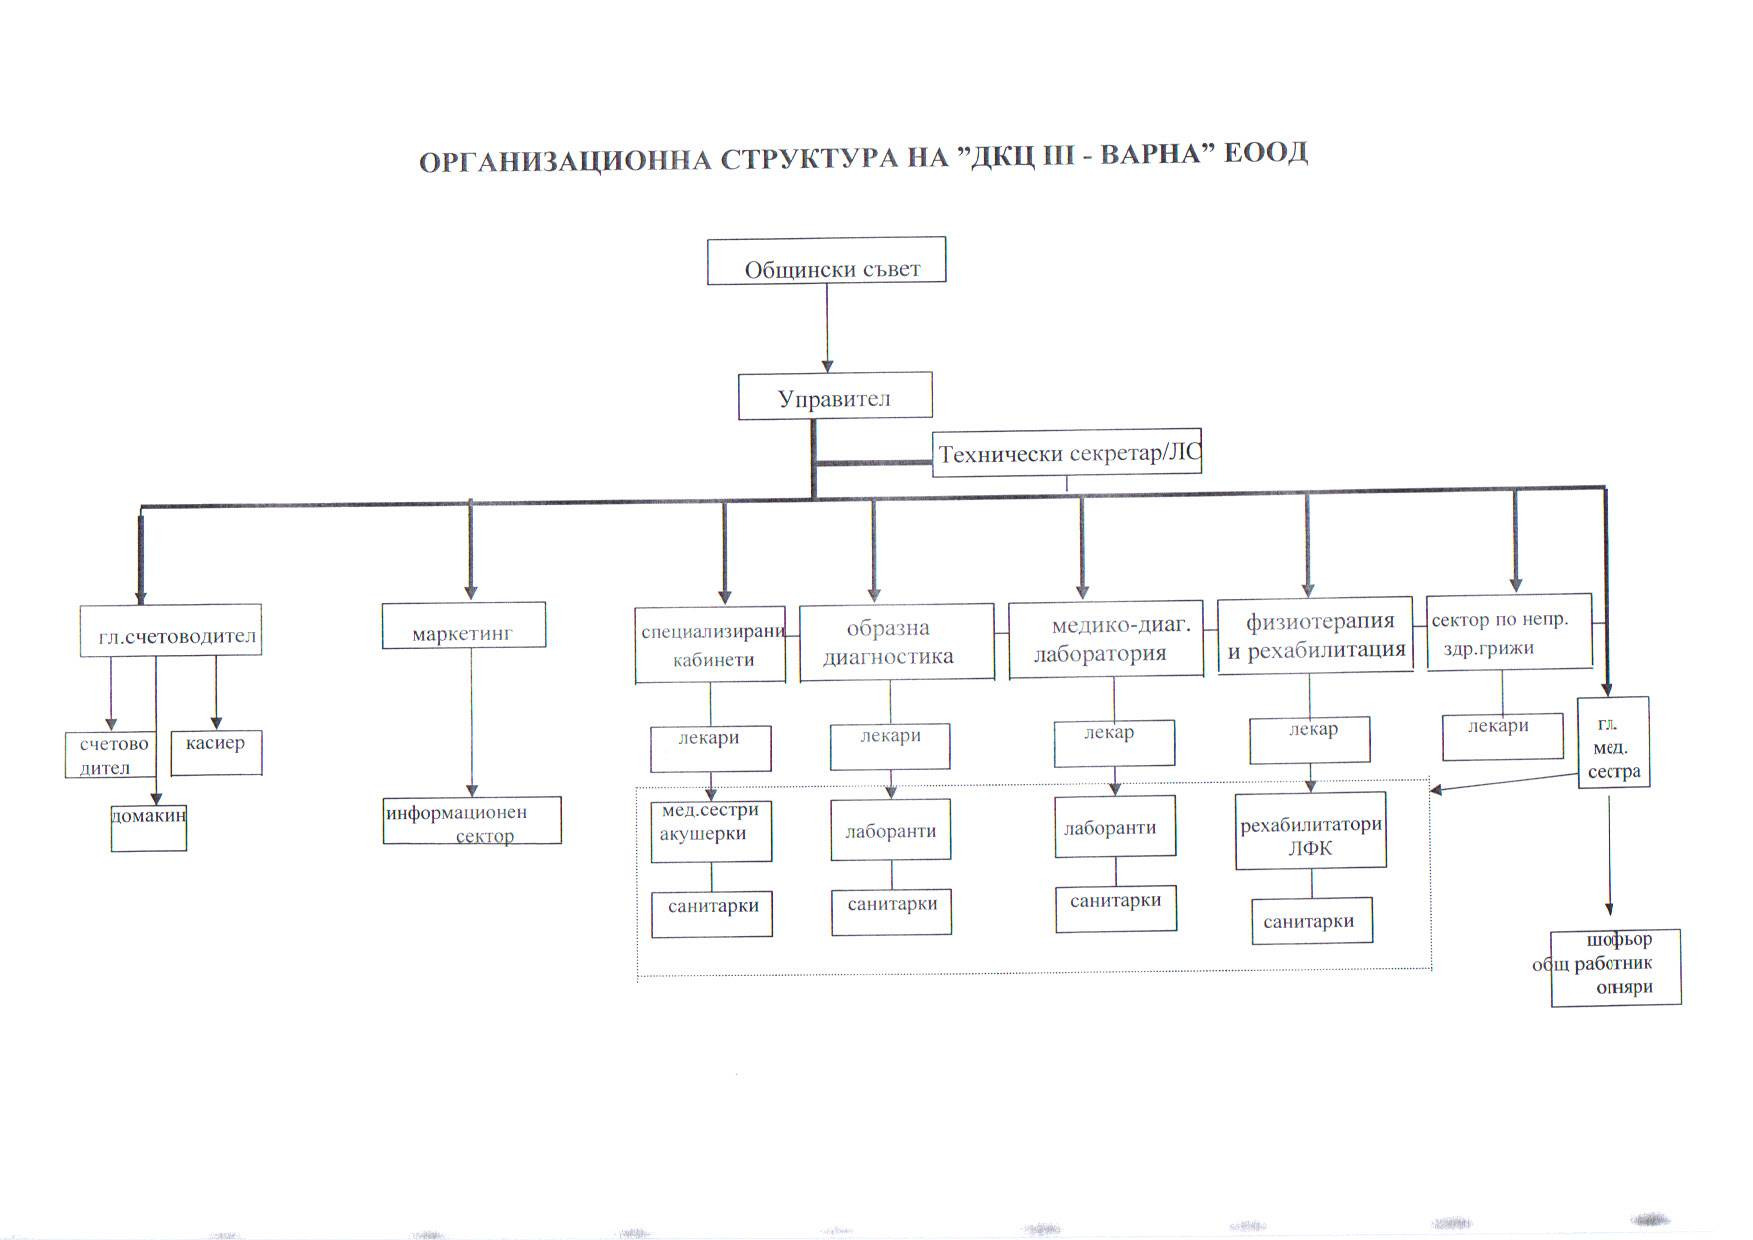 ОРГАНИЗАЦИОННА СТРУКТУРА НА ”ДКЦ III - ВАРНА” ЕООД
Общински съвет
Управител
Технически секретар/ЛС
гл.счетоводител
маркетинг
специализирани
кабинети
образна
диагностика
медико-диаг.
лаборатория
физиотерапия
и рехабилитация
сектор по непр.
здр.грижи
гл.
мед.
сестра
счетово
дител
касиер
домакин
информационен
сектор
лекари
лекари
лекар
лекар
лекари
мед.сестри
акушерки
лаборанти
лаборанти
рехабилитатори
ЛФК
санитарки
санитарки
санитарки
санитарки
шофьор
общ работник
огняри